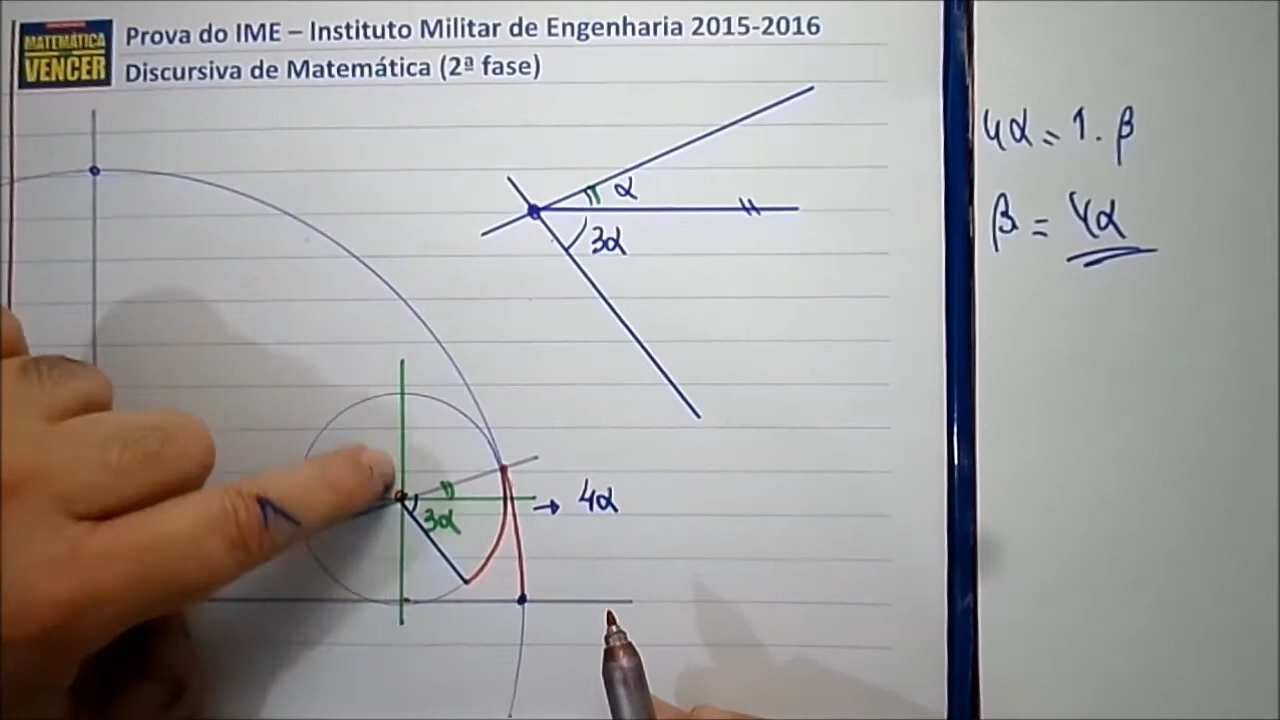 MATEMÁTICA
VENCER
Prova do IME – Instituto Militar de Engenharia 2015-2016
Discursiva de Matemática (2ª fase)
α
3α
3α
→ 4α
4α = 1. β
β = 4α